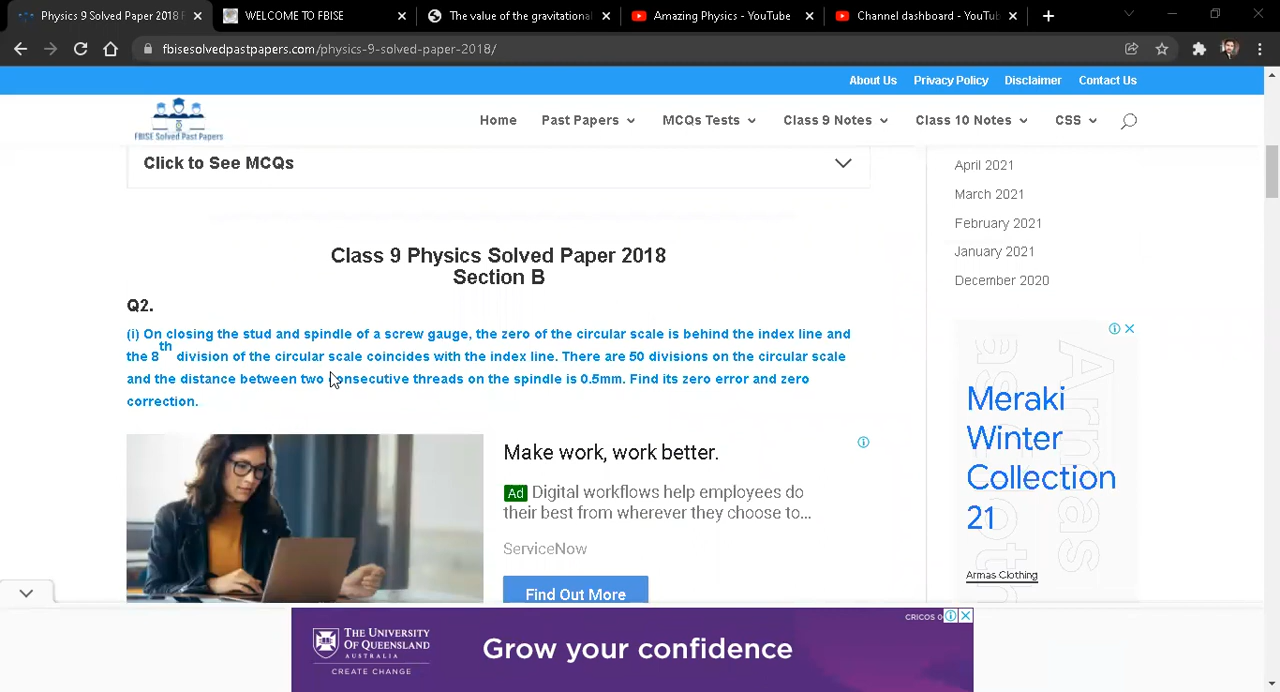 Physics 9 Solved Paper 2018 F
WELCOME TO FBISE
The value of the gravitational
Amazing Physics - YouTube
Channel dashboard - YouTu
fbisesolvedpastpapers.com/physics-9-solved-paper-2018/
About Us Privacy Policy Disclaimer Contact Us
FBISE Solved Past Papers
Home Past Papers MCQs Tests Class 9 Notes Class 10 Notes CSS
Click to See MCQs
April 2021
March 2021
February 2021
January 2021
December 2020
Class 9 Physics Solved Paper 2018
Section B
Q2.
(i) On closing the stud and spindle of a screw gauge, the zero of the circular scale is behind the index line and
the 8th division of the circular scale coincides with the index line. There are 50 divisions on the circular scale
and the distance between two consecutive threads on the spindle is 0.5mm. Find its zero error and zero
correction.
Make work, work better.
Ad Digital workflows help employees do
their best from wherever they choose to...
ServiceNow
Find Out More
Meraki
Winter
Collection
21
Armas Clothing
THE UNIVERSITY
OF QUEENSLAND
AUSTRALIA
CREATE CHANGE
Grow your confidence
CRICOS 0